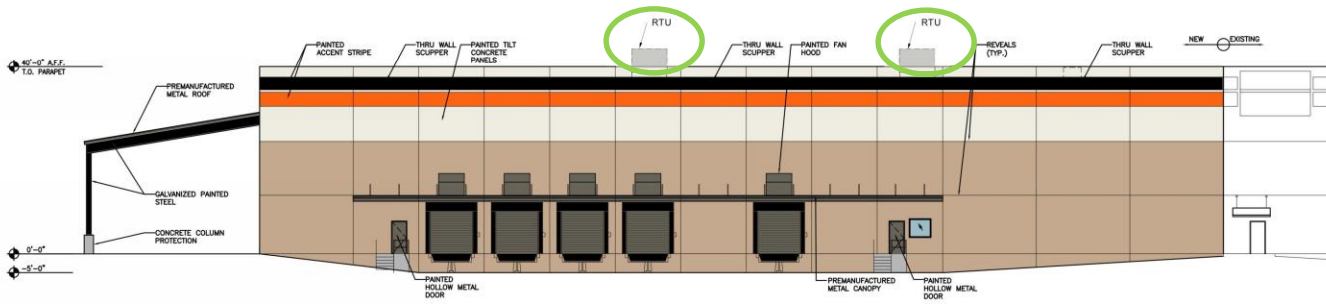 RTU
RTU
PAINTED
ACCENT STRIPE
THRU WALL
SCUPPER
PAINTED TILT
CONCRETE
PANELS
THRU WALL
SCUPPER
PAINTED FAN
HOOD
REVEALS
(TYP.)
THRU WALL
SCUPPER
NEW
EXISTING
40'-0" A.F.F.
T.O. PARAPET
PREMANUFACTURED
METAL ROOF
GALVANIZED PAINTED
STEEL
CONCRETE COLUMN
PROTECTION
0'-0"
-5'-0"
PAINTED
HOLLOW METAL
DOOR
PREMANUFACTURED
METAL CANOPY
PAINTED
HOLLOW METAL
DOOR